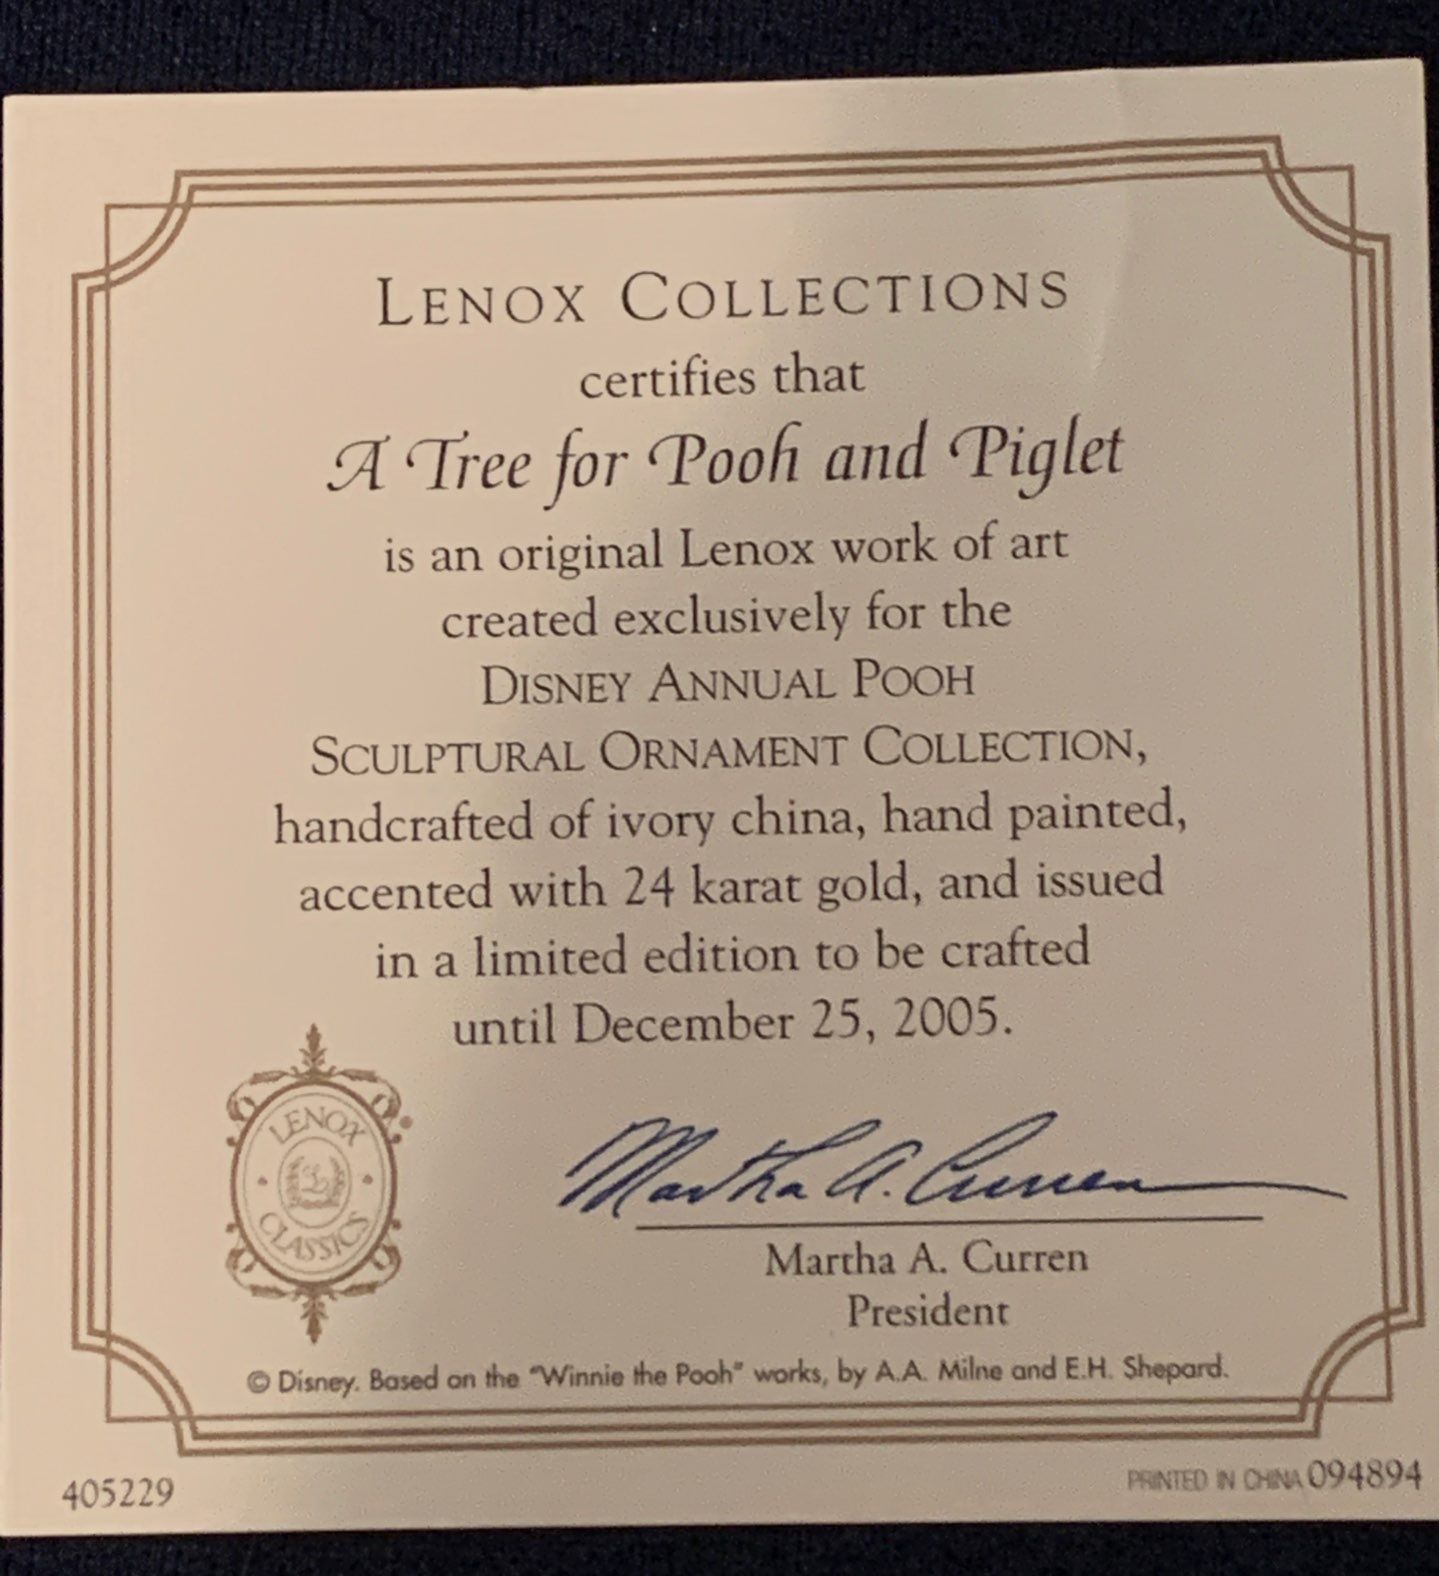 LENOX COLLECTIONS
certifies that
A Tree for Pooh and Piglet
is an original Lenox work of art
created exclusively for the
DISNEY ANNUAL POOH
SCULPTURAL ORNAMENT COLLECTION,
handcrafted of ivory china, hand painted,
accented with 24 karat gold, and issued
in a limited edition to be crafted
until December 25, 2005.
LENOX
CLASSICS
Martha A. Curren
Martha A. Curren
President
© Disney. Based on the "Winnie the Pooh" works, by A.A. Milne and E.H. Shepard.
405229
PRINTED IN CHINA 094894